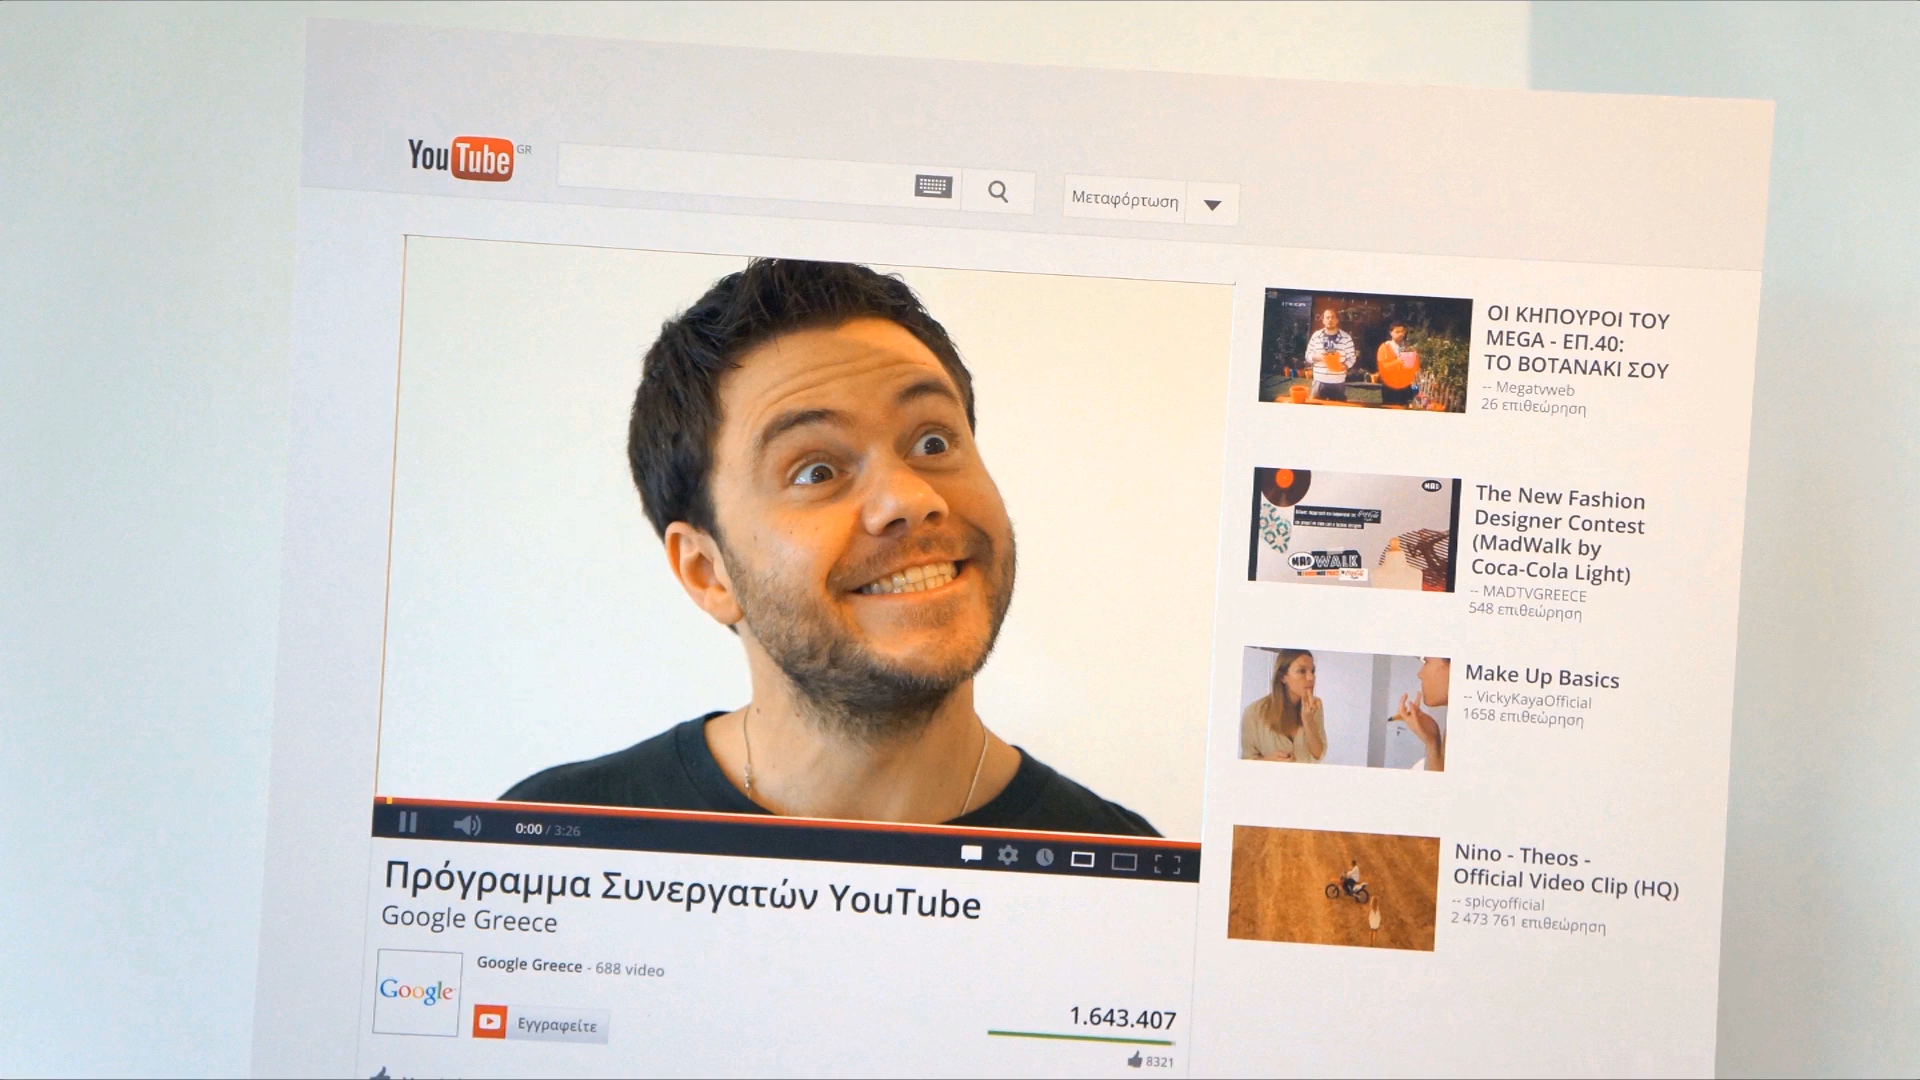 YouTube GR
Μεταφόρτωση
ΟΙ ΚΗΠΟΥΡΟΙ ΤΟΥ
MEGA - ΕΠ.40:
ΤΟ ΒΟΤΑΝΑΚΙ ΣΟΥ
-- Megatvweb
26 επιθεώρηση
MAD
MAD WALK
The New Fashion
Designer Contest
(MadWalk by
Coca-Cola Light)
-- MADTVGREECE
548 επιθεώρηση
Make Up Basics
-- VickyKayaOfficial
1658 επιθεώρηση
Nino - Theos -
Official Video Clip (HQ)
-- spicyofficial
2 473 761 επιθεώρηση
0:00 / 3:26
Πρόγραμμα Συνεργατών YouTube
Google Greece
Google
Google Greece - 688 video
Εγγραφείτε
1.643.407
8321